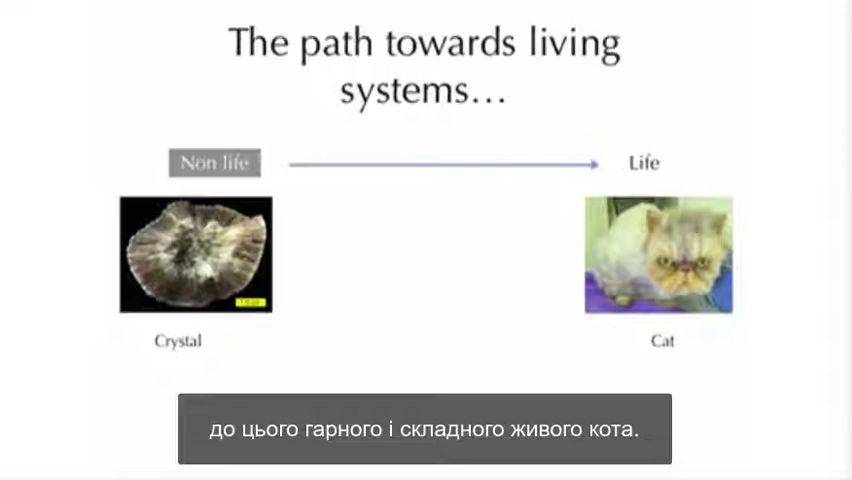 The path towards living
systems...
Non life
Life
Crystal
Cat
до цього гарного і складного живого кота.